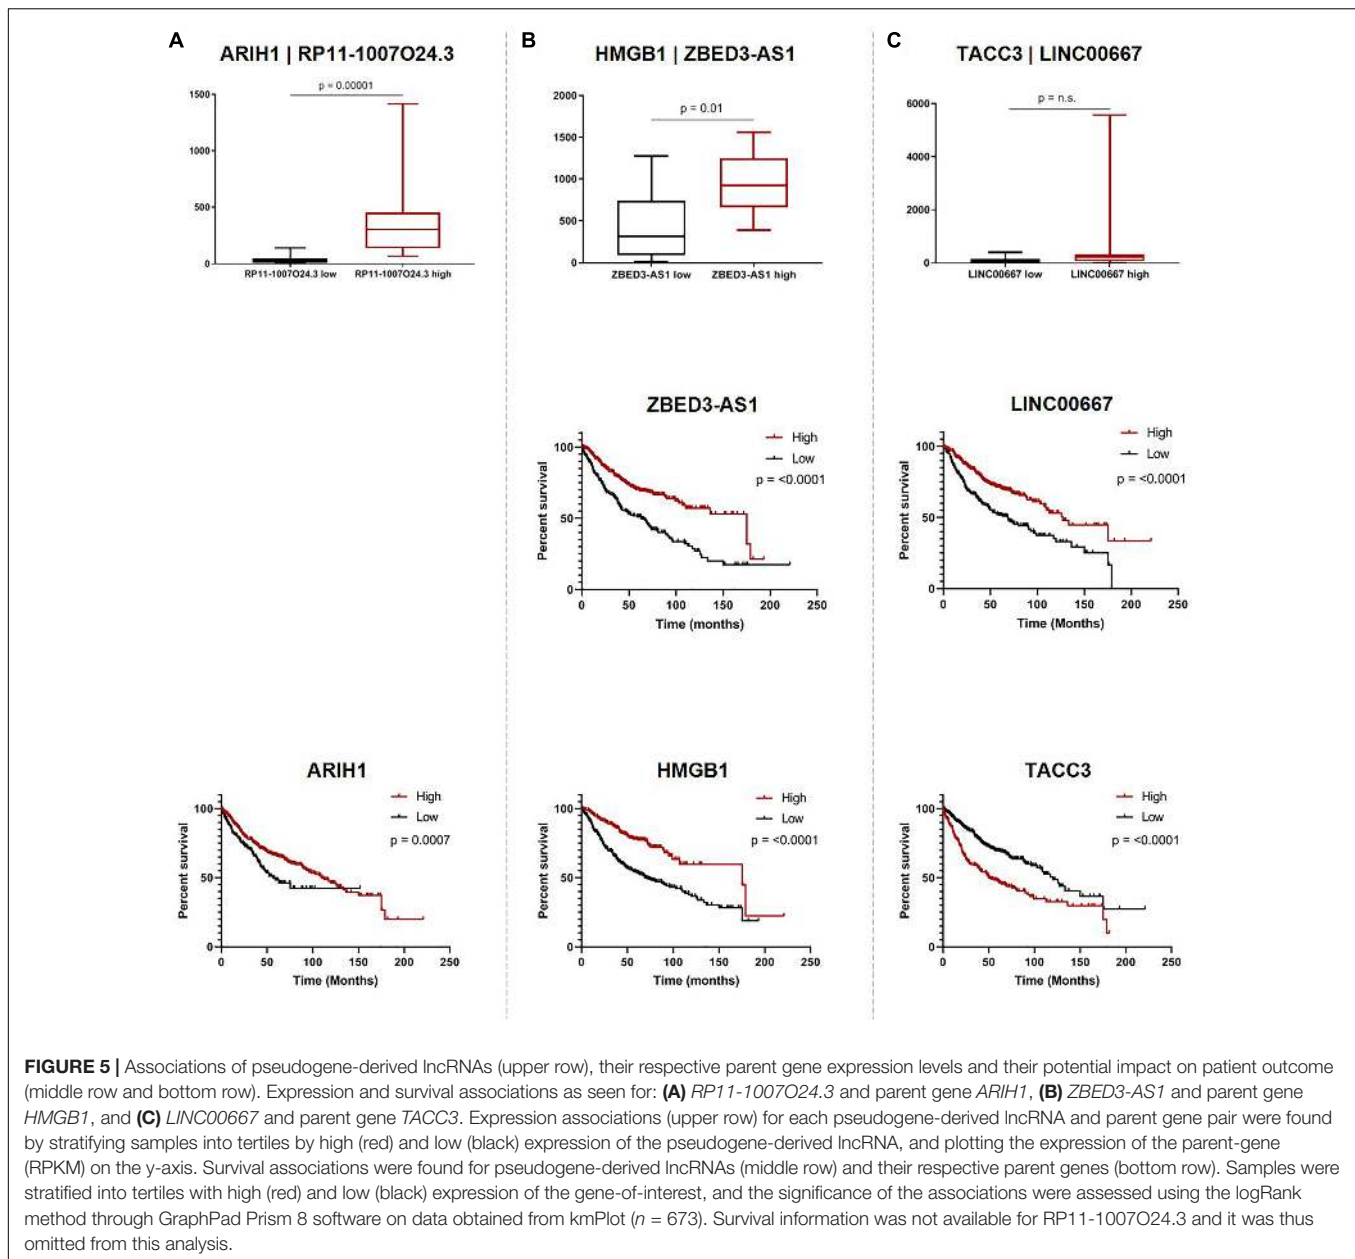 A
ARIH1 | RP11-1007O24.3
p = 0.00001
1500
1000
500
0
RP11-1007O24.3 low
RP11-1007O24.3 high
B
HMGB1 | ZBED3-AS1
p = 0.01
2000
1500
1000
500
0
ZBED3-AS1 low
ZBED3-AS1 high
C
TACC3 | LINC00667
p = n.s.
6000
4000
2000
0
LINC00667 low
LINC00667 high
ZBED3-AS1
High
Low
p = <0.0001
Percent survival
100
50
0
0 50 100 150 200 250
Time (months)
LINC00667
High
Low
p = <0.0001
Percent survival
100
50
0
0 50 100 150 200 250
Time (Months)
ARIH1
High
Low
p = 0.0007
Percent survival
100
50
0
0 50 100 150 200 250
Time (Months)
HMGB1
High
Low
p = <0.0001
Percent survival
100
50
0
0 50 100 150 200 250
Time (months)
TACC3
High
Low
p = <0.0001
Percent survival
100
50
0
0 50 100 150 200 250
Time (Months)
FIGURE 5 | Associations of pseudogene-derived lncRNAs (upper row), their respective parent gene expression levels and their potential impact on patient outcome
(middle row and bottom row). Expression and survival associations as seen for: (A) RP11-1007O24.3 and parent gene ARIH1, (B) ZBED3-AS1 and parent gene
HMGB1, and (C) LINC00667 and parent gene TACC3. Expression associations (upper row) for each pseudogene-derived lncRNA and parent gene pair were found
by stratifying samples into tertiles by high (red) and low (black) expression of the pseudogene-derived lncRNA, and plotting the expression of the parent-gene
(RPKM) on the y-axis. Survival associations were found for pseudogene-derived lncRNAs (middle row) and their respective parent genes (bottom row). Samples were
stratified into tertiles with high (red) and low (black) expression of the gene-of-interest, and the significance of the associations were assessed using the logRank
method through GraphPad Prism 8 software on data obtained from kmPlot (n = 673). Survival information was not available for RP11-1007O24.3 and it was thus
omitted from this analysis.